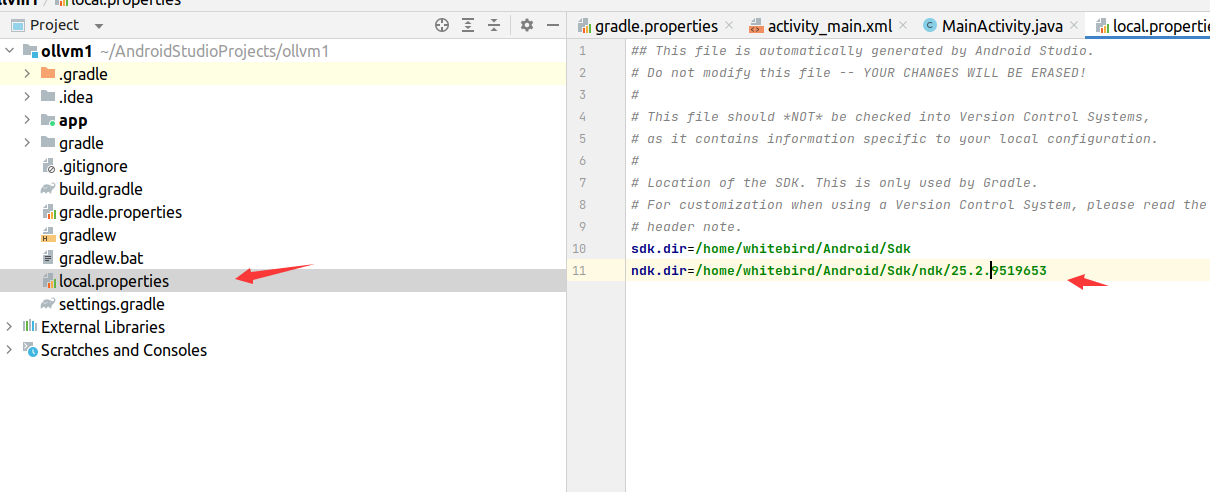 ollvm1 / local.properties
Project
ollvm1 ~/AndroidStudioProjects/ollvm1
.gradle
.idea
app
gradle
.gitignore
build.gradle
gradle.properties
gradlew
gradlew.bat
local.properties
settings.gradle
External Libraries
Scratches and Consoles
gradle.properties
activity_main.xml
MainActivity.java
local.properti
1 ## This file is automatically generated by Android Studio.
2 # Do not modify this file -- YOUR CHANGES WILL BE ERASED!
3 #
4 # This file should *NOT* be checked into Version Control Systems,
5 # as it contains information specific to your local configuration.
6 #
7 # Location of the SDK. This is only used by Gradle.
8 # For customization when using a Version Control System, please read the
9 # header note.
10 sdk.dir=/home/whitebird/Android/Sdk
11 ndk.dir=/home/whitebird/Android/Sdk/ndk/25.2.9519653